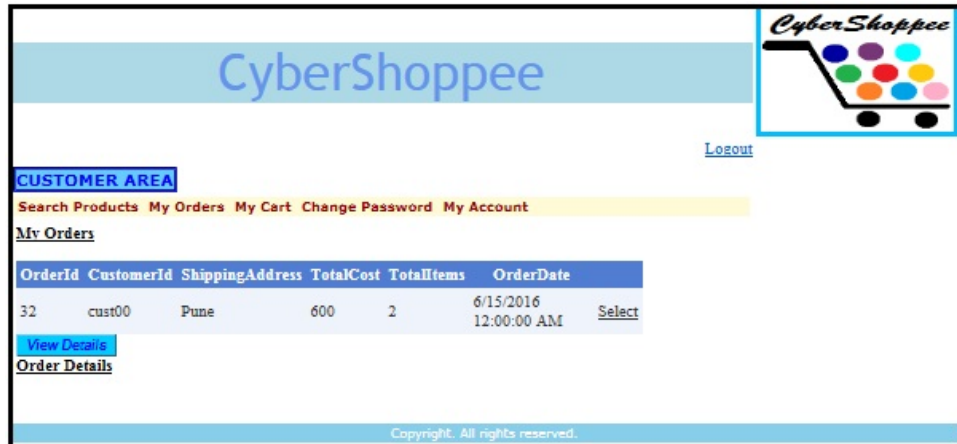 CyberShoppee
CyberShoppee
Logout
CUSTOMER AREA
Search Products My Orders My Cart Change Password My Account
My Orders
OrderId CustomerId ShippingAddress TotalCost TotalItems OrderDate
32 cust00 Pune 600 2 6/15/2016 12:00:00 AM Select
View Details
Order Details
Copyright. All rights reserved.